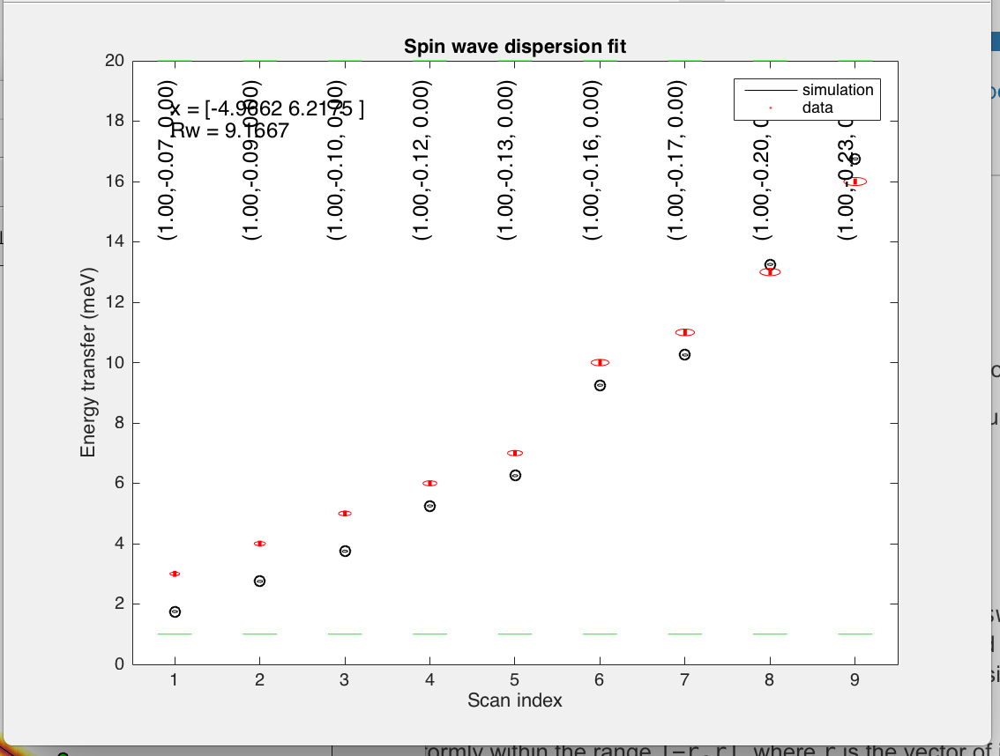 Spin wave dispersion fit
x = [-4.9662 6.2175 ]
Rw = 9.1667
simulation
data
(1.00,-0.07, 0.00)
(1.00,-0.09, 0.00)
(1.00,-0.10, 0.00)
(1.00,-0.12, 0.00)
(1.00,-0.13, 0.00)
(1.00,-0.16, 0.00)
(1.00,-0.17, 0.00)
(1.00,-0.20, 0
(1.00,-0.23, 0
Energy transfer (meV)
20
18
16
14
12
10
8
6
4
2
0
1 2 3 4 5 6 7 8 9
Scan index
ormly within the range [-r,r], where r is the vector of